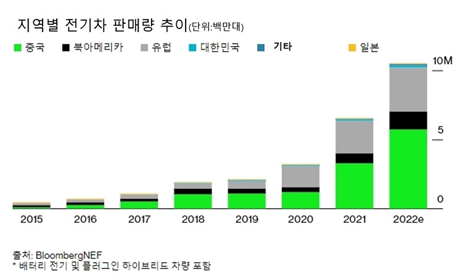 지역별 전기차 판매량 추이(단위:백만대)
중국 북아메리카 유럽 대한민국 기타 일본
10M
5
0
2015 2016 2017 2018 2019 2020 2021 2022e
출처: BloombergNEF
* 배터리 전기 및 플러그인 하이브리드 차량 포함